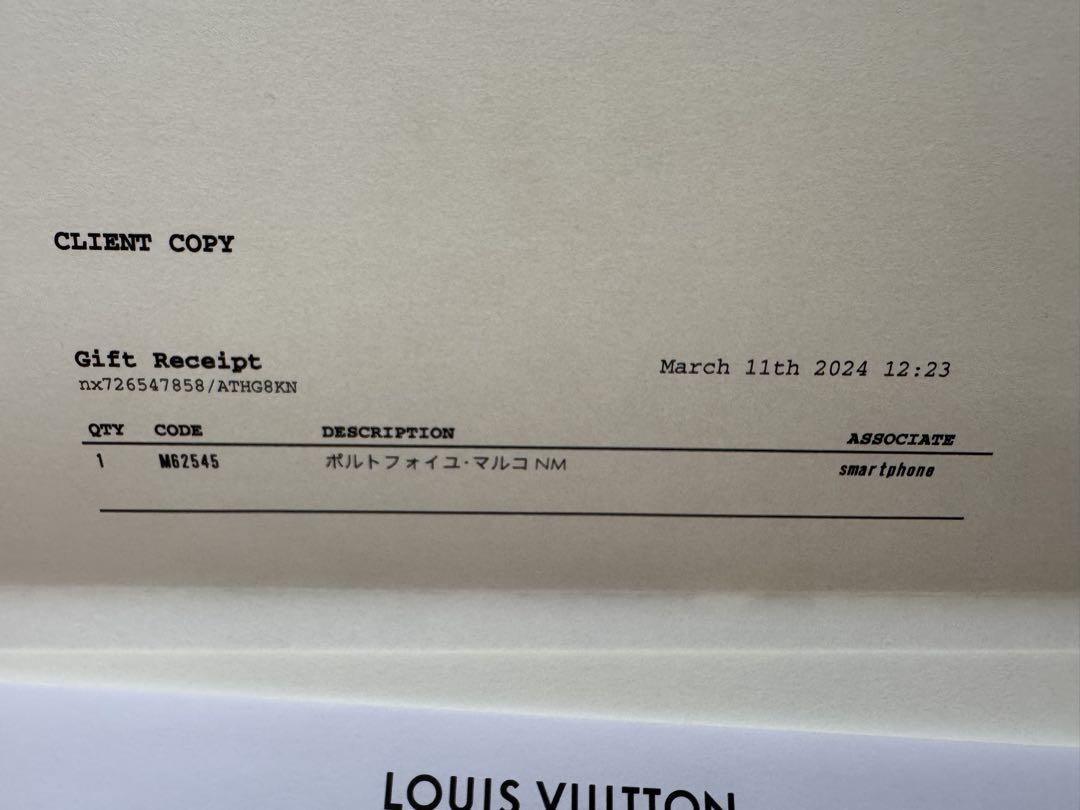 CLIENT COPY
Gift Receipt
March 11th 2024 12:23
nx726547858/ATHG8KN
QTY CODE DESCRIPTION ASSOCIATE
1 M62545 ポルトフォイユ・マルコ NM smartphone
LOUIS VUITTON